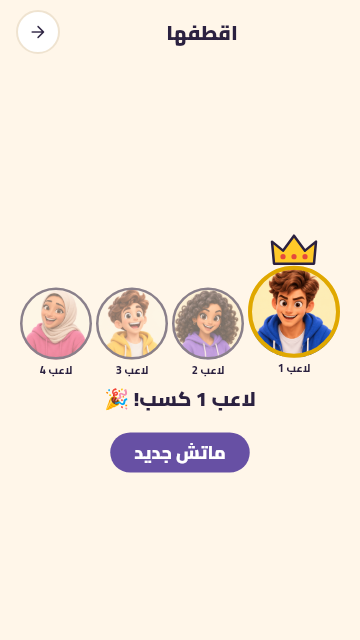 اقطفها
لاعب 1
لاعب 2
لاعب 3
لاعب 4
لاعب 1 كسب! 🎉
ماتش جديد